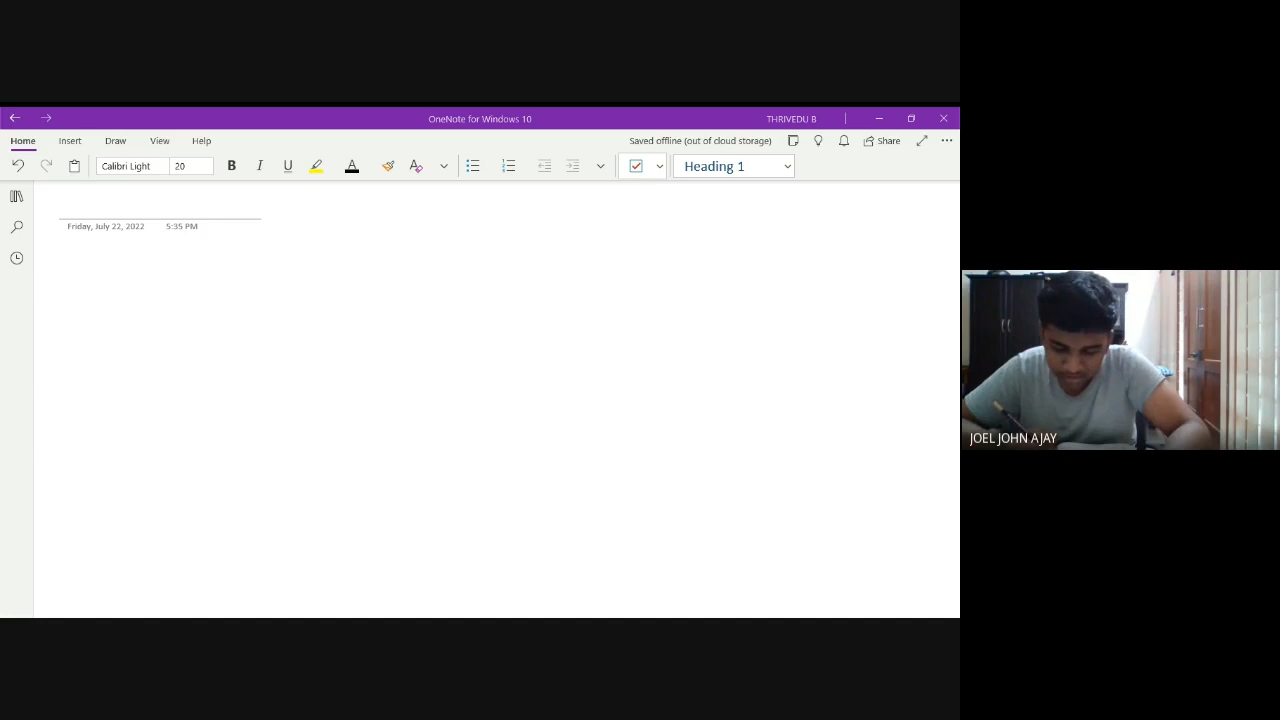 OneNote for Windows 10
THRIVEDU B
Home
Insert
Draw
View
Help
Saved offline (out of cloud storage)
Share
Calibri Light
20
B
I
U
A
A
Heading 1
Friday, July 22, 2022
5:35 PM
JOEL JOHN AJAY